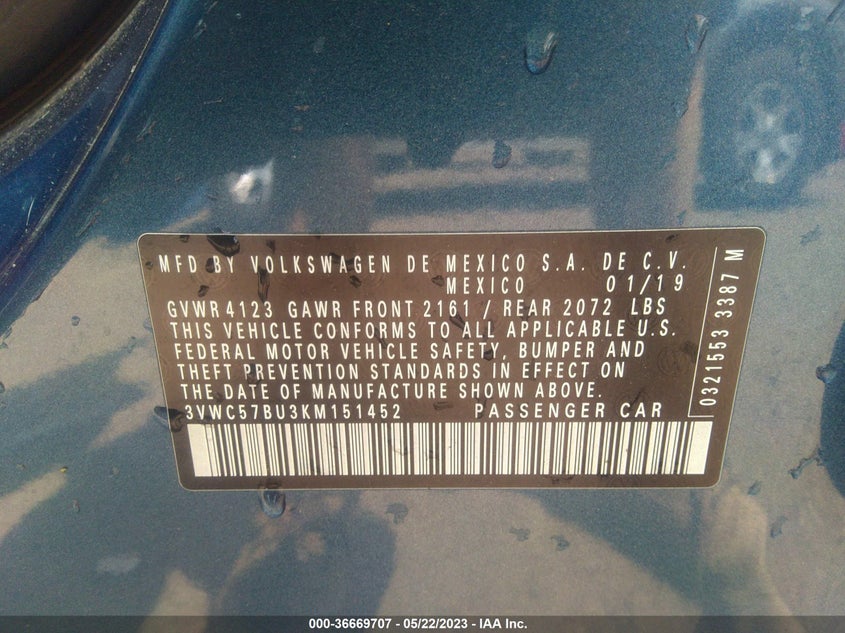 MFD BY VOLKSWAGEN DE MEXICO S.A. DE C.V.
MEXICO 01/19
GVWR 4123 GAWR FRONT 2161 / REAR 2072 LBS
THIS VEHICLE CONFORMS TO ALL APPLICABLE U.S.
FEDERAL MOTOR VEHICLE SAFETY, BUMPER AND
THEFT PREVENTION STANDARDS IN EFFECT ON
THE DATE OF MANUFACTURE SHOWN ABOVE.
3VWC57BU3KM151452 PASSENGER CAR
0321553 3387 M
000-36669707 - 05/22/2023 - IAA Inc.